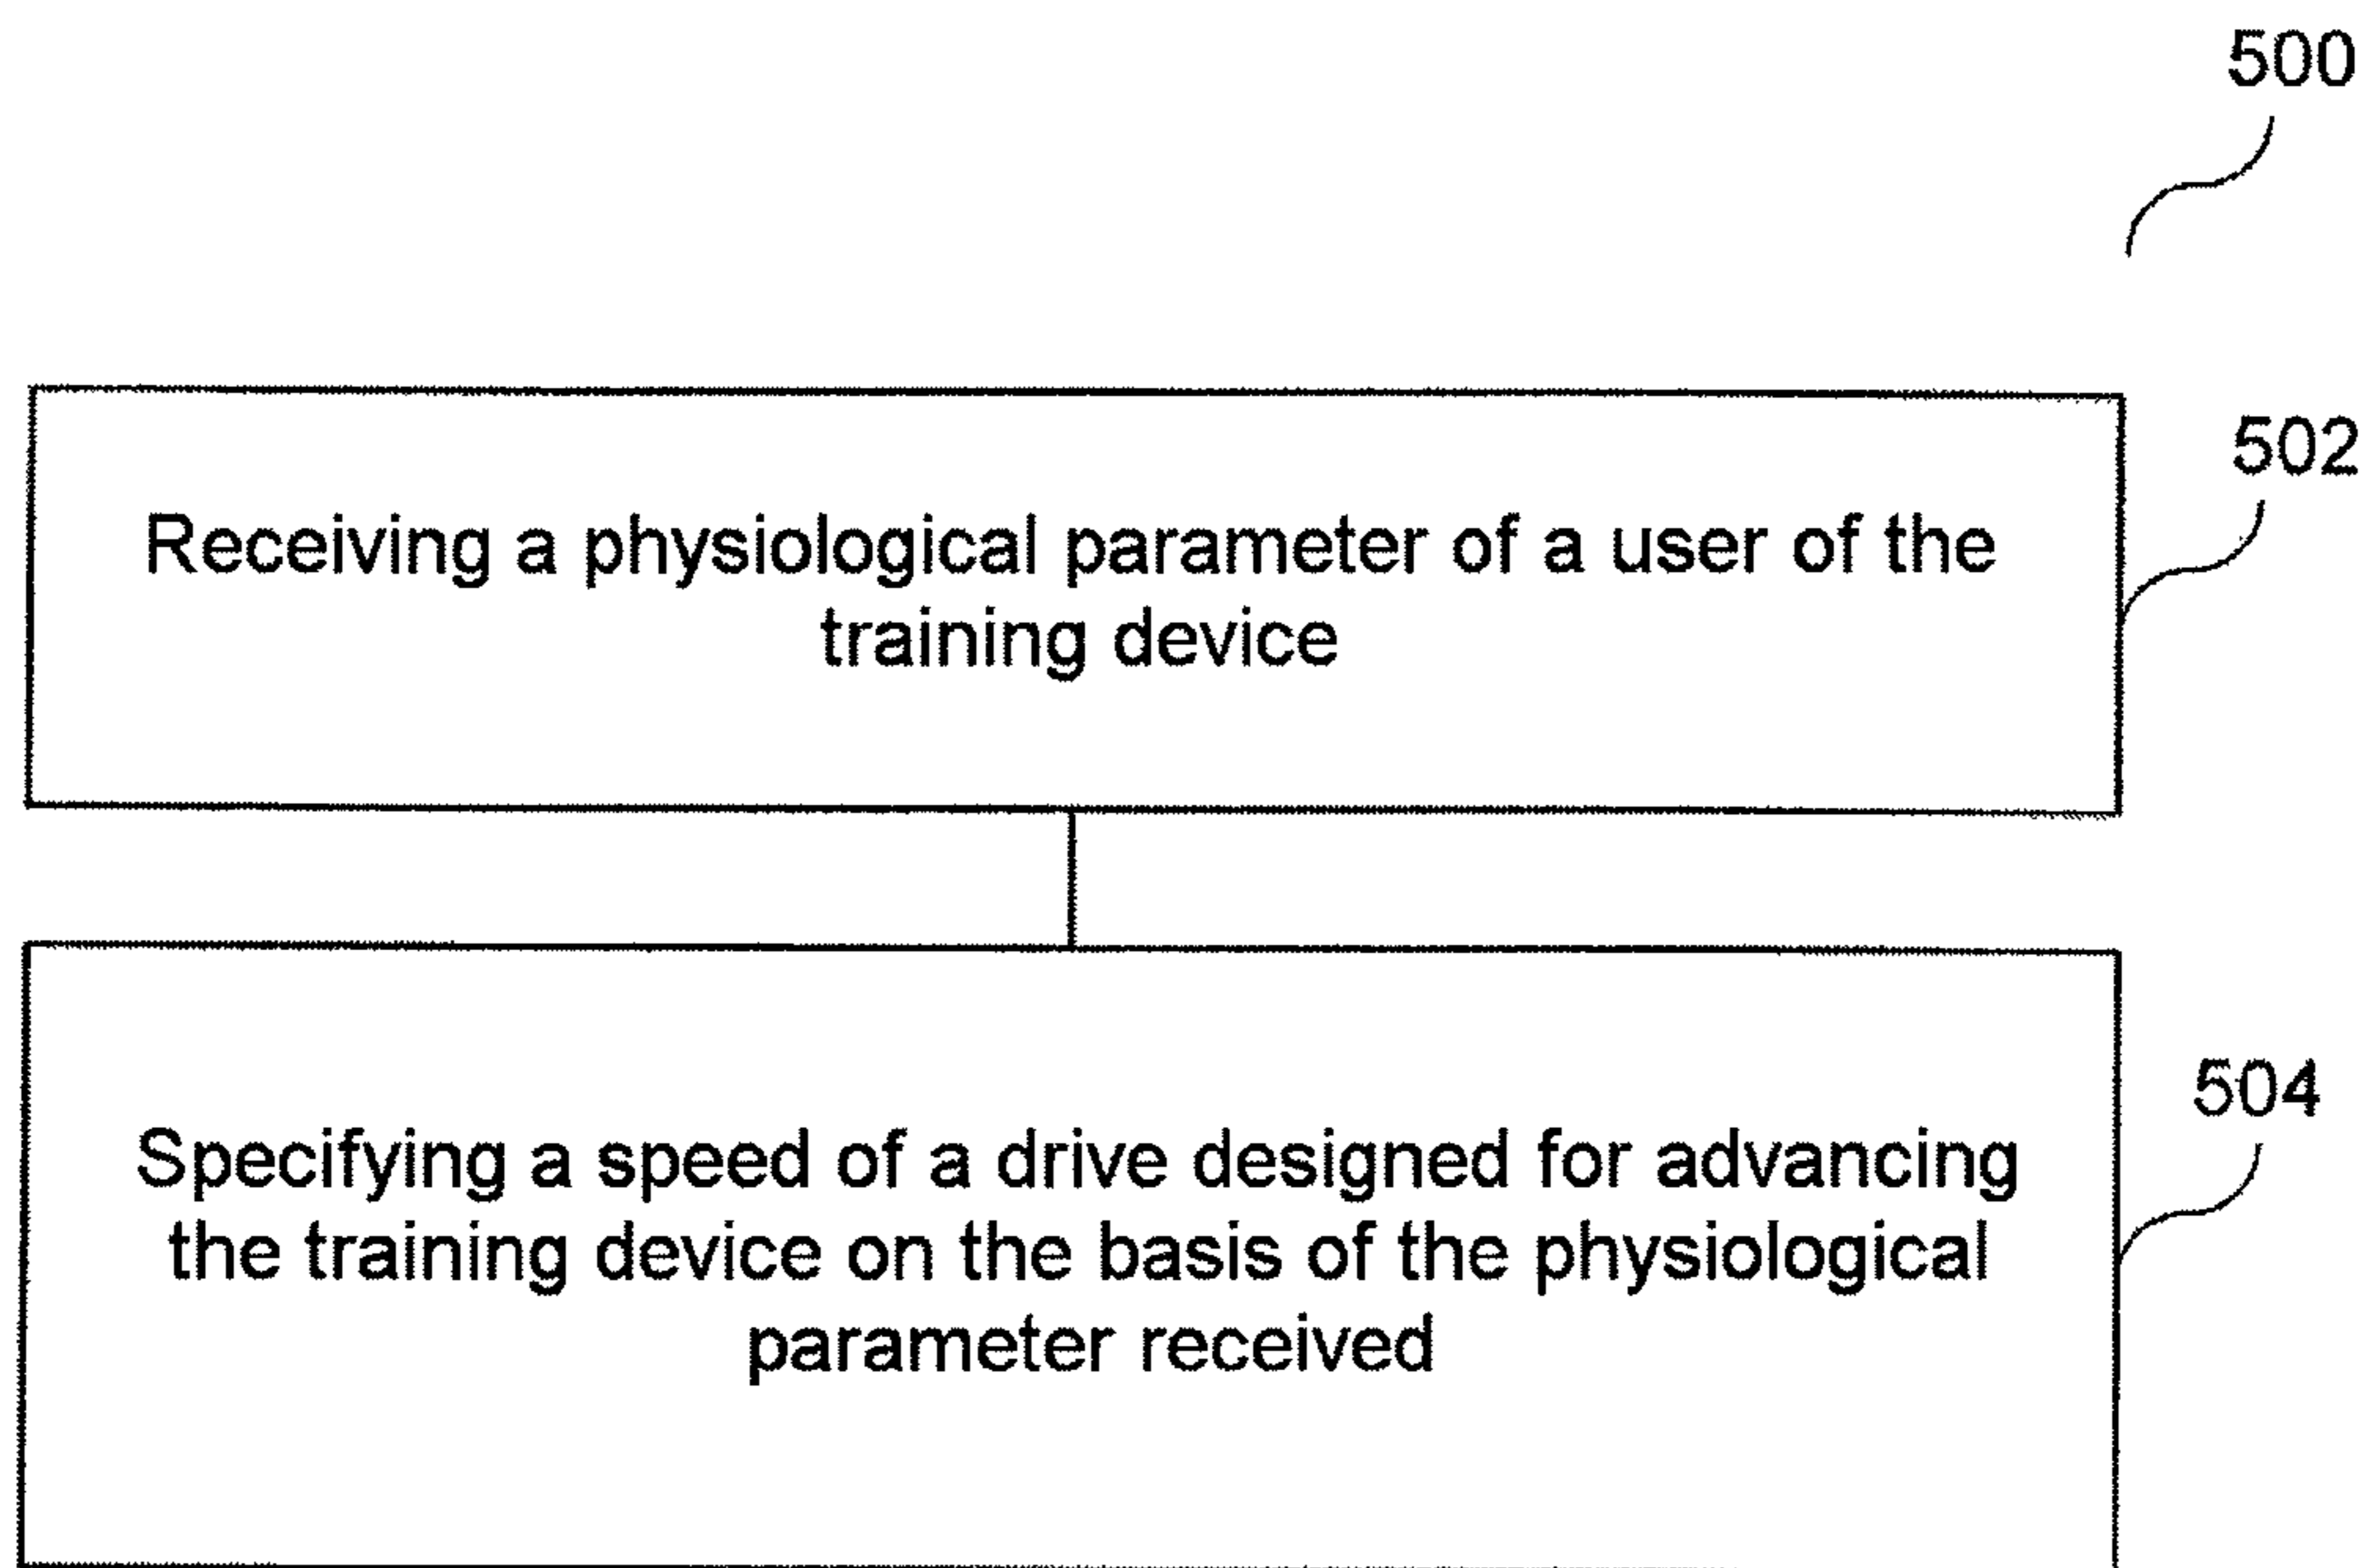 500
502
Receiving a physiological parameter of a user of the
training device
504
Specifying a speed of a drive designed for advancing
the training device on the basis of the physiological
parameter received